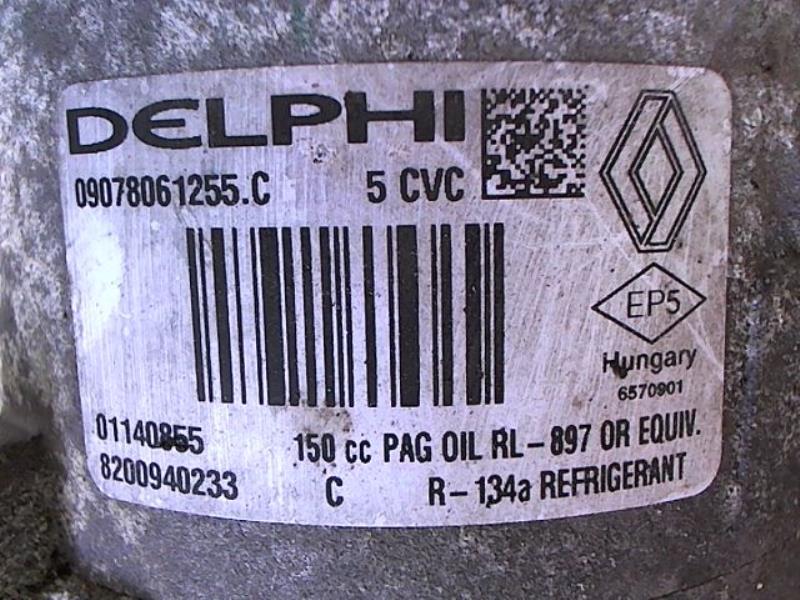 DELPHI
09078061255.C 5 CVC
EP5
Hungary
6570901
01140855 150 cc PAG OIL RL-897 OR EQUIV.
8200940233 C R-134a REFRIGERANT